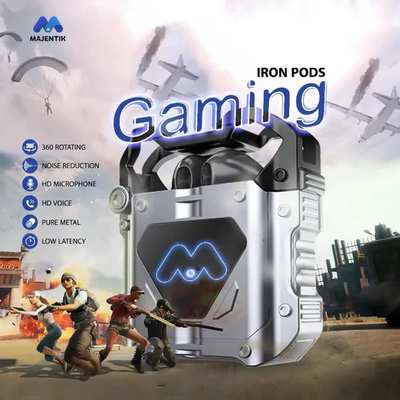 MAJENTIK
IRON PODS
Gaming
360 ROTATING
NOISE REDUCTION
HD MICROPHONE
HD VOICE
PURE METAL
LOW LATENCY